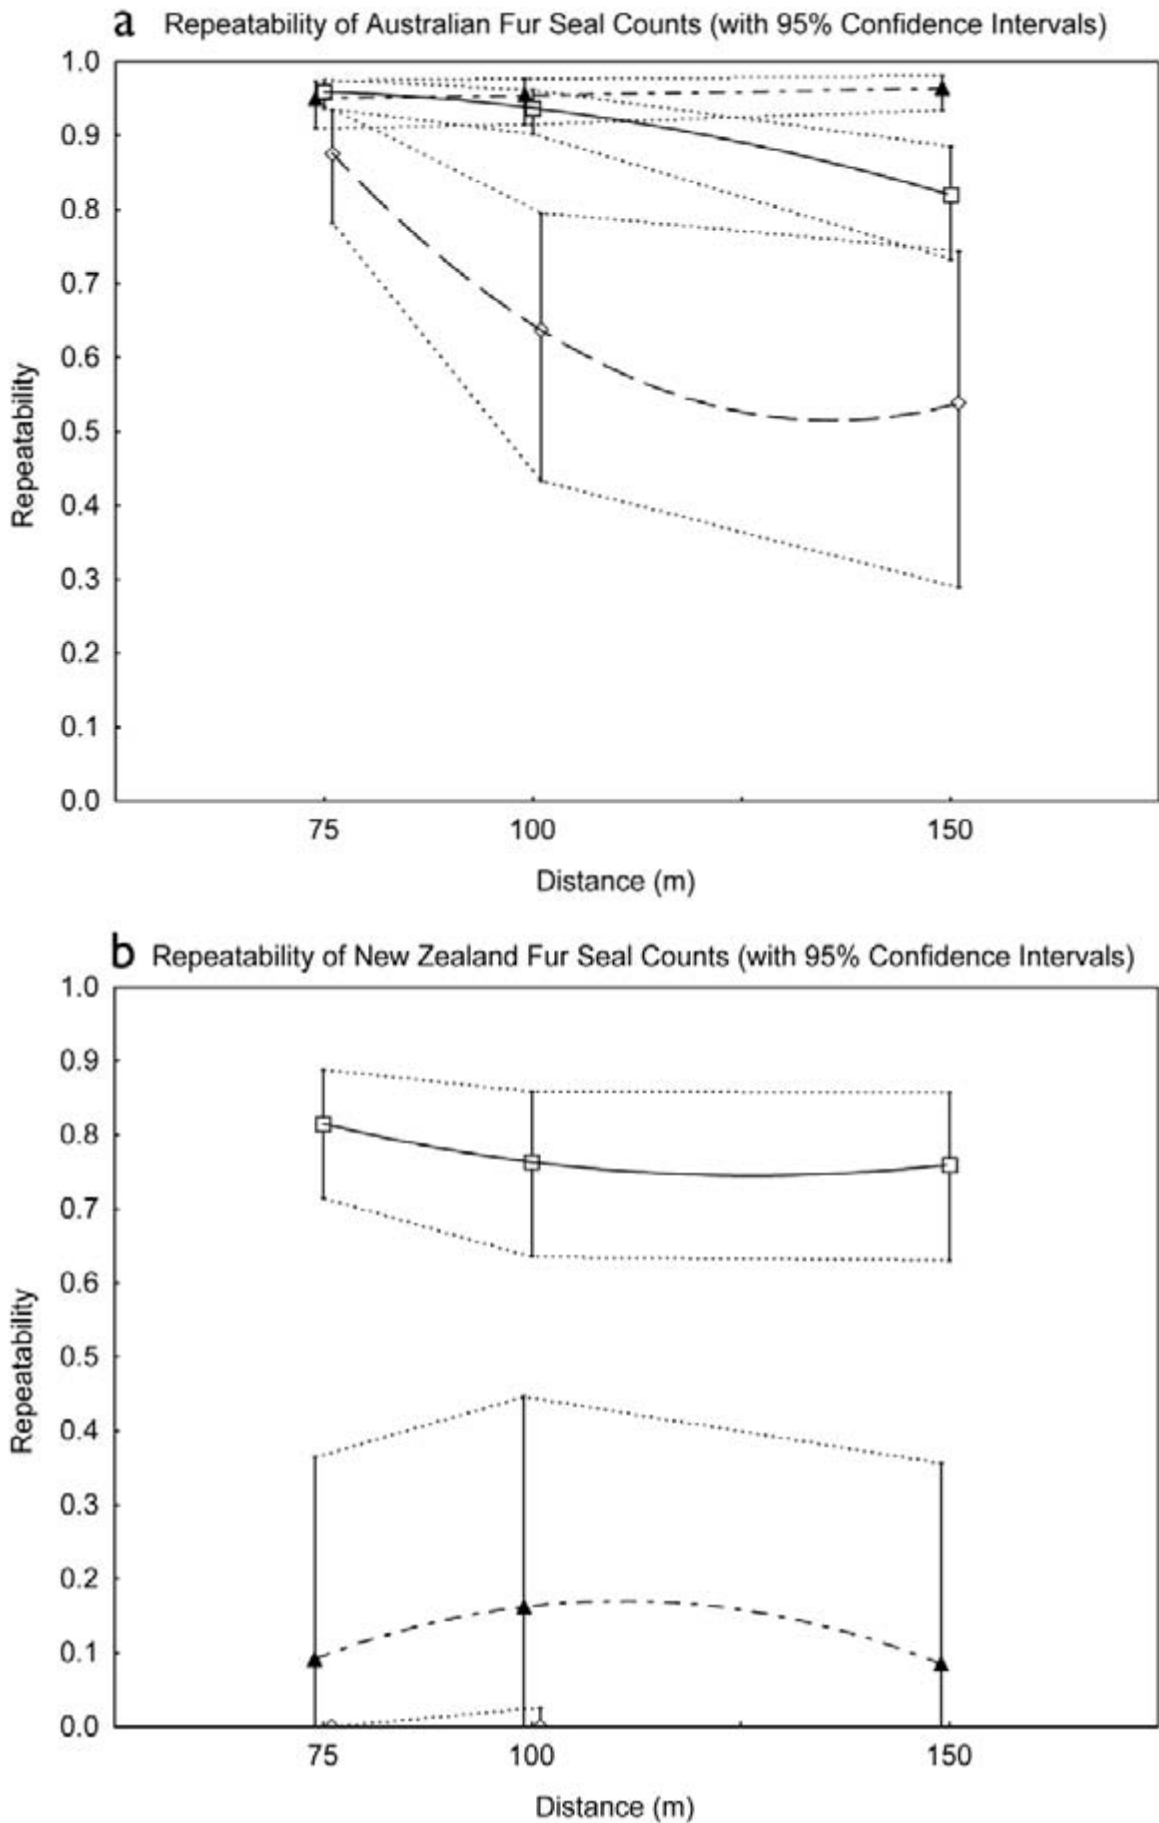 a Repeatability of Australian Fur Seal Counts (with 95% Confidence Intervals)
1.0
0.9
0.8
0.7
0.6
0.5
0.4
0.3
0.2
0.1
0.0
Repeatability
75 100 150
Distance (m)
b Repeatability of New Zealand Fur Seal Counts (with 95% Confidence Intervals)
1.0
0.9
0.8
0.7
0.6
0.5
0.4
0.3
0.2
0.1
0.0
Repeatability
75 100 150
Distance (m)